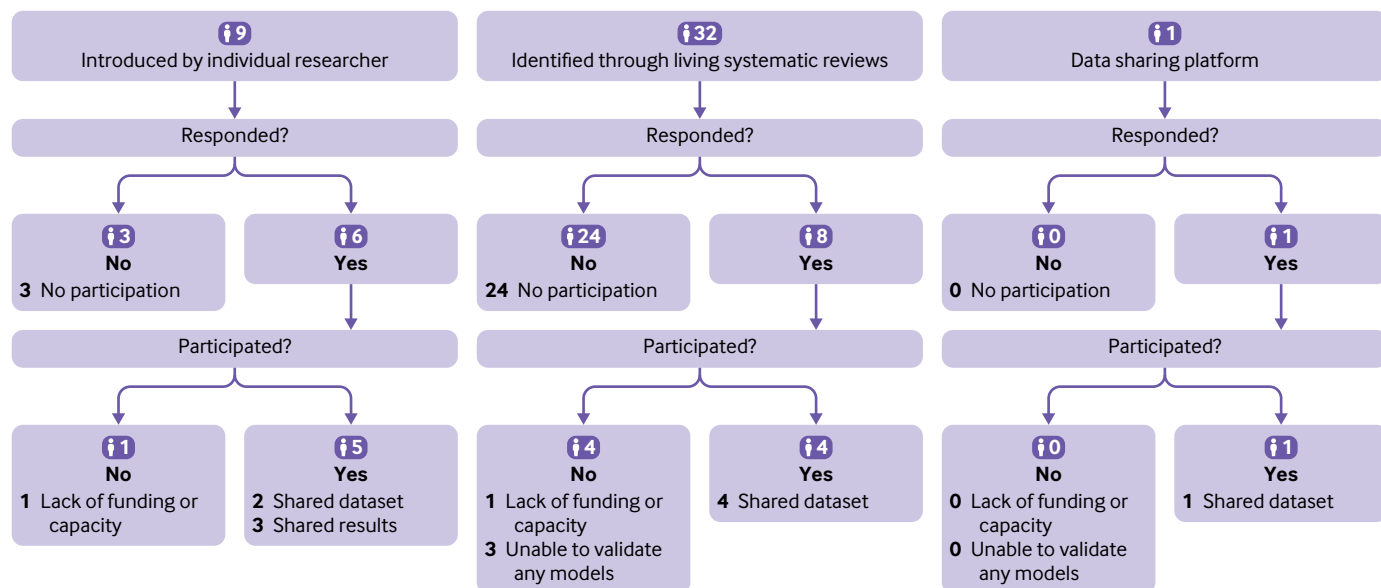 9
Introduced by individual researcher
Responded?
3
No
3 No participation
6
Yes
Participated?
1
No
1 Lack of funding or
capacity
5
Yes
2 Shared dataset
3 Shared results
32
Identified through living systematic reviews
Responded?
24
No
24 No participation
8
Yes
Participated?
4
No
1 Lack of funding or
capacity
3 Unable to validate
any models
4
Yes
4 Shared dataset
1
Data sharing platform
Responded?
0
No
0 No participation
1
Yes
Participated?
0
No
0 Lack of funding or
capacity
0 Unable to validate
any models
1
Yes
1 Shared dataset